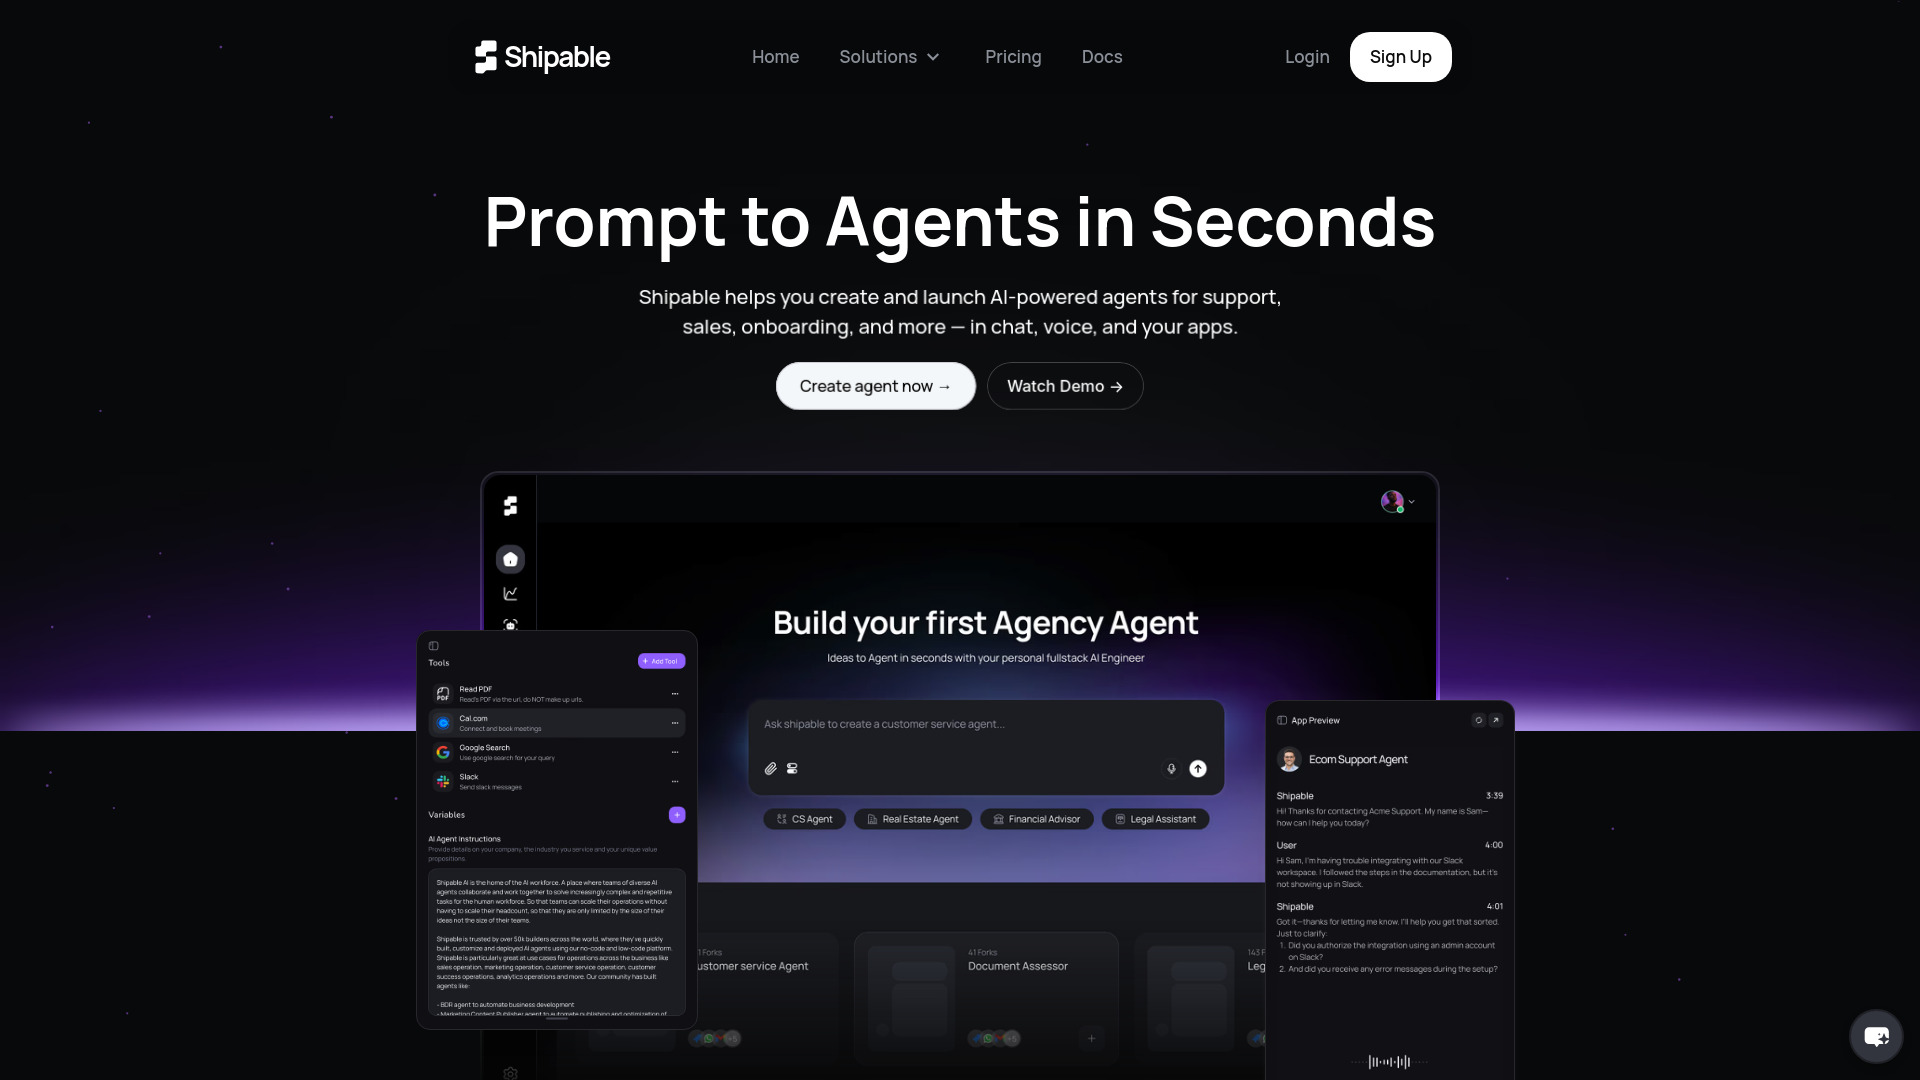 Shipable
Home
Solutions
Pricing
Docs
Login
Sign Up
Prompt to Agents in Seconds
Shipable helps you create and launch AI-powered agents for support,
sales, onboarding, and more — in chat, voice, and your apps.
Create agent now →
Watch Demo →
Build your first Agency Agent
Ideas to Agent in seconds with your personal fullstack AI Engineer
Ask shipable to create a customer service agent...
CS Agent
Real Estate Agent
Financial Advisor
Legal Assistant
Tools
+ Add Tool
Read PDF
Read's PDF via the url, do NOT make up urls.
Cal.com
Connect and book meetings
Google Search
Use google search for your query
Slack
Send slack messages
Variables
AI Agent Instructions
Provide details on your company, the industry you service and your unique value
propositions.
Shipable AI is the home of the AI workforce. A place where teams of diverse AI
agents collaborate and work together to solve increasingly complex and repetitive
tasks for the human workforce. So that teams can scale their operations without
having to scale their headcount, so that they are only limited by the size of their
ideas not the size of their teams.
Shipable is trusted by over 50k builders across the world, where they've quickly
built, customize and deployed AI agents using our no-code and low-code platform.
Shipable is particularly great at use cases for operations across the business like
sales operation, marketing operation, customer service operation, customer
success operations, analytics operations and more. Our community has built
agents like:
- BDR agent to automate business development
- Marketing Content Publisher agent to automate publishing and optimization of
1 Forks
ustomer service Agent
+5
41 Forks
Document Assessor
+5
143 F
Leg
App Preview
Ecom Support Agent
Shipable 3:39
Hi! Thanks for contacting Acme Support. My name is Sam—
how can I help you today?
User 4:00
Hi Sam, I'm having trouble integrating with our Slack
workspace. I followed the steps in the documentation, but it's
not showing up in Slack.
Shipable 4:01
Got it—thanks for letting me know. I'll help you get that sorted.
Just to clarify:
1. Did you authorize the integration using an admin account
on Slack?
2. And did you receive any error messages during the setup?